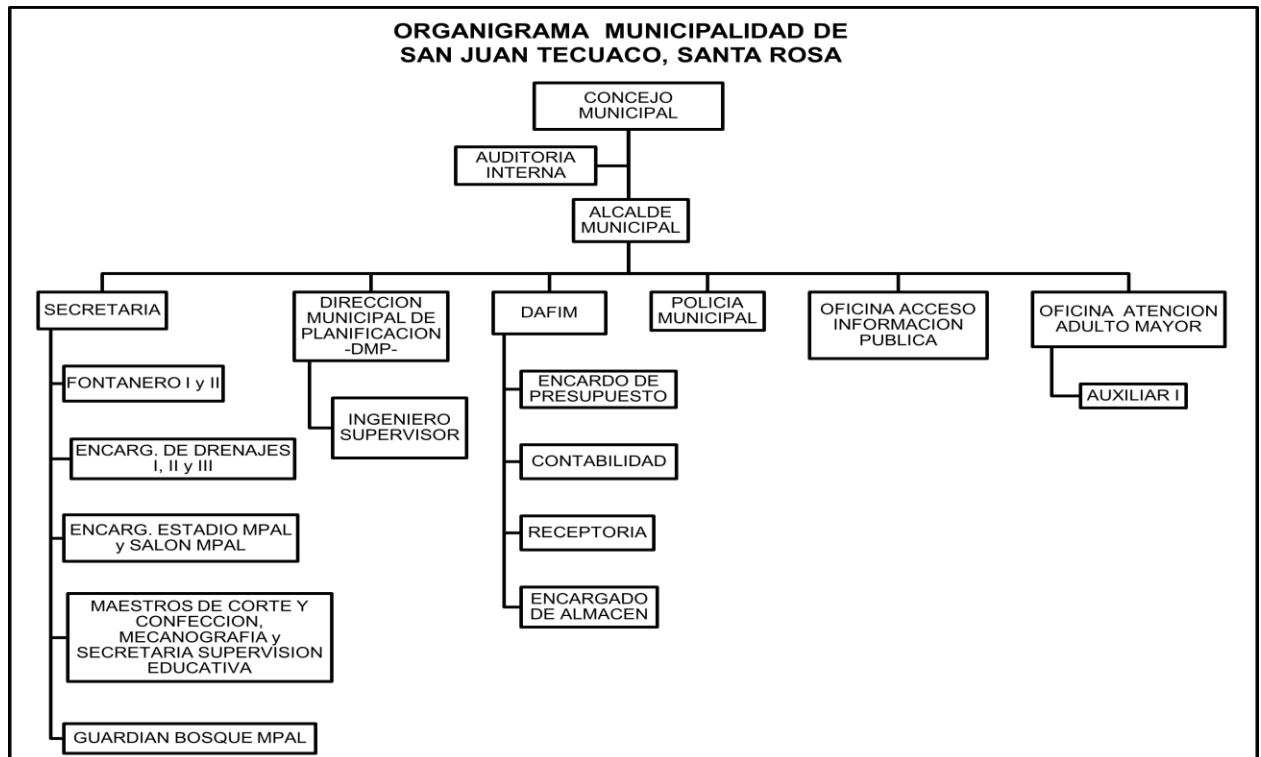 ORGANIGRAMA MUNICIPALIDAD DE
SAN JUAN TECUACO, SANTA ROSA
CONCEJO
MUNICIPAL
AUDITORIA
INTERNA
ALCALDE
MUNICIPAL
SECRETARIA
DIRECCION
MUNICIPAL DE
PLANIFICACION
-DMP-
DAFIM
POLICIA
MUNICIPAL
OFICINA ACCESO
INFORMACION
PUBLICA
OFICINA ATENCION
ADULTO MAYOR
FONTANERO I y II
ENCARG. DE DRENAJES
I, II y III
ENCARG. ESTADIO MPAL
y SALON MPAL
MAESTROS DE CORTE Y
CONFECCION,
MECANOGRAFIA y
SECRETARIA SUPERVISION
EDUCATIVA
GUARDIAN BOSQUE MPAL
INGENIERO
SUPERVISOR
ENCARDO DE
PRESUPUESTO
CONTABILIDAD
RECEPTORIA
ENCARGADO
DE ALMACEN
AUXILIAR I